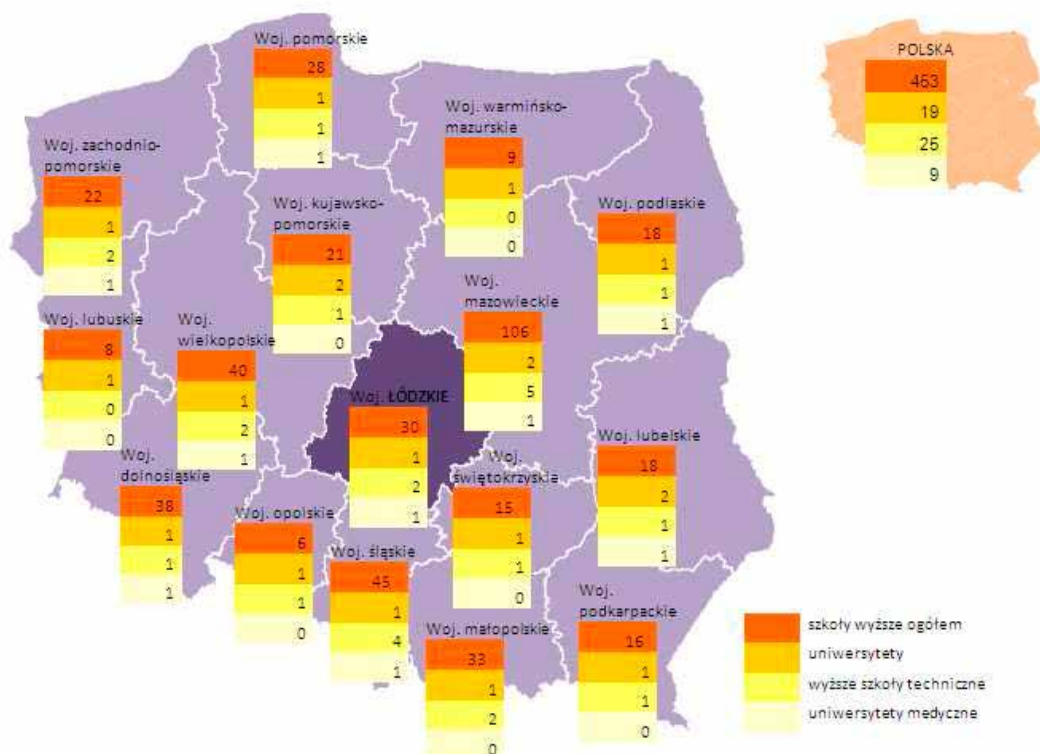 Woj. pomorskie
28
1
1
1
POLSKA
463
19
25
9
Woj. warmińsko-
mazurskie
9
1
0
0
Woj. zachodnio-
pomorskie
22
1
2
1
Woj. kujawsko-
pomorskie
21
2
1
0
Woj. podlaskie
18
1
1
1
Woj.
mazowieckie
106
2
5
1
Woj. lubuskie
8
1
0
0
Woj.
wielkopolskie
40
1
2
1
Woj. ŁÓDZKIE
30
1
2
1
Woj. lubelskie
18
2
1
1
Woj.
dolnośląskie
38
1
1
1
Woj. opolskie
6
1
1
0
Woj. śląskie
45
1
4
1
Woj.
świętokrzyskie
15
1
1
0
Woj. małopolskie
33
1
2
0
Woj.
podkarpackie
16
1
1
0
szkoły wyższe ogółem
uniwersytety
wyższe szkoły techniczne
uniwersytety medyczne